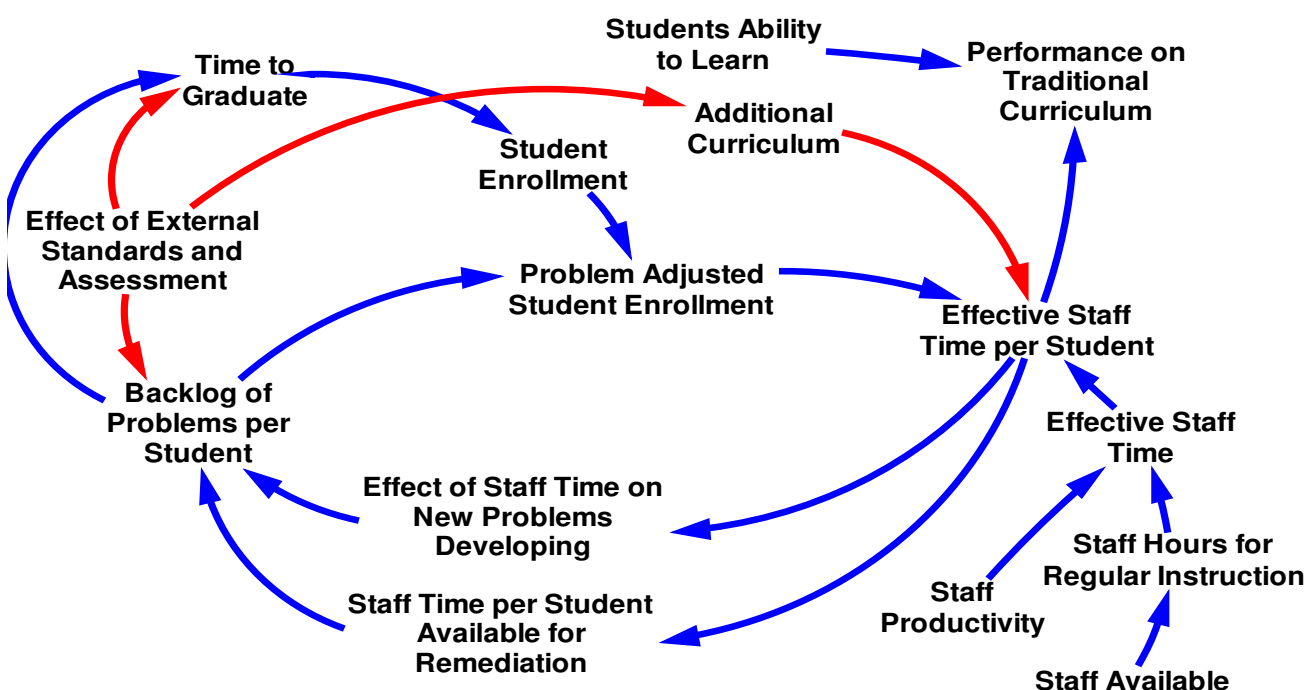 Students Ability
to Learn
Performance on
Traditional
Curriculum
Time to
Graduate
Additional
Curriculum
Student
Enrollment
Effect of External
Standards and
Assessment
Problem Adjusted
Student Enrollment
Effective Staff
Time per Student
Backlog of
Problems per
Student
Effective Staff
Time
Effect of Staff Time on
New Problems
Developing
Staff Hours for
Regular Instruction
Staff
Productivity
Staff Time per Student
Available for
Remediation
Staff Available